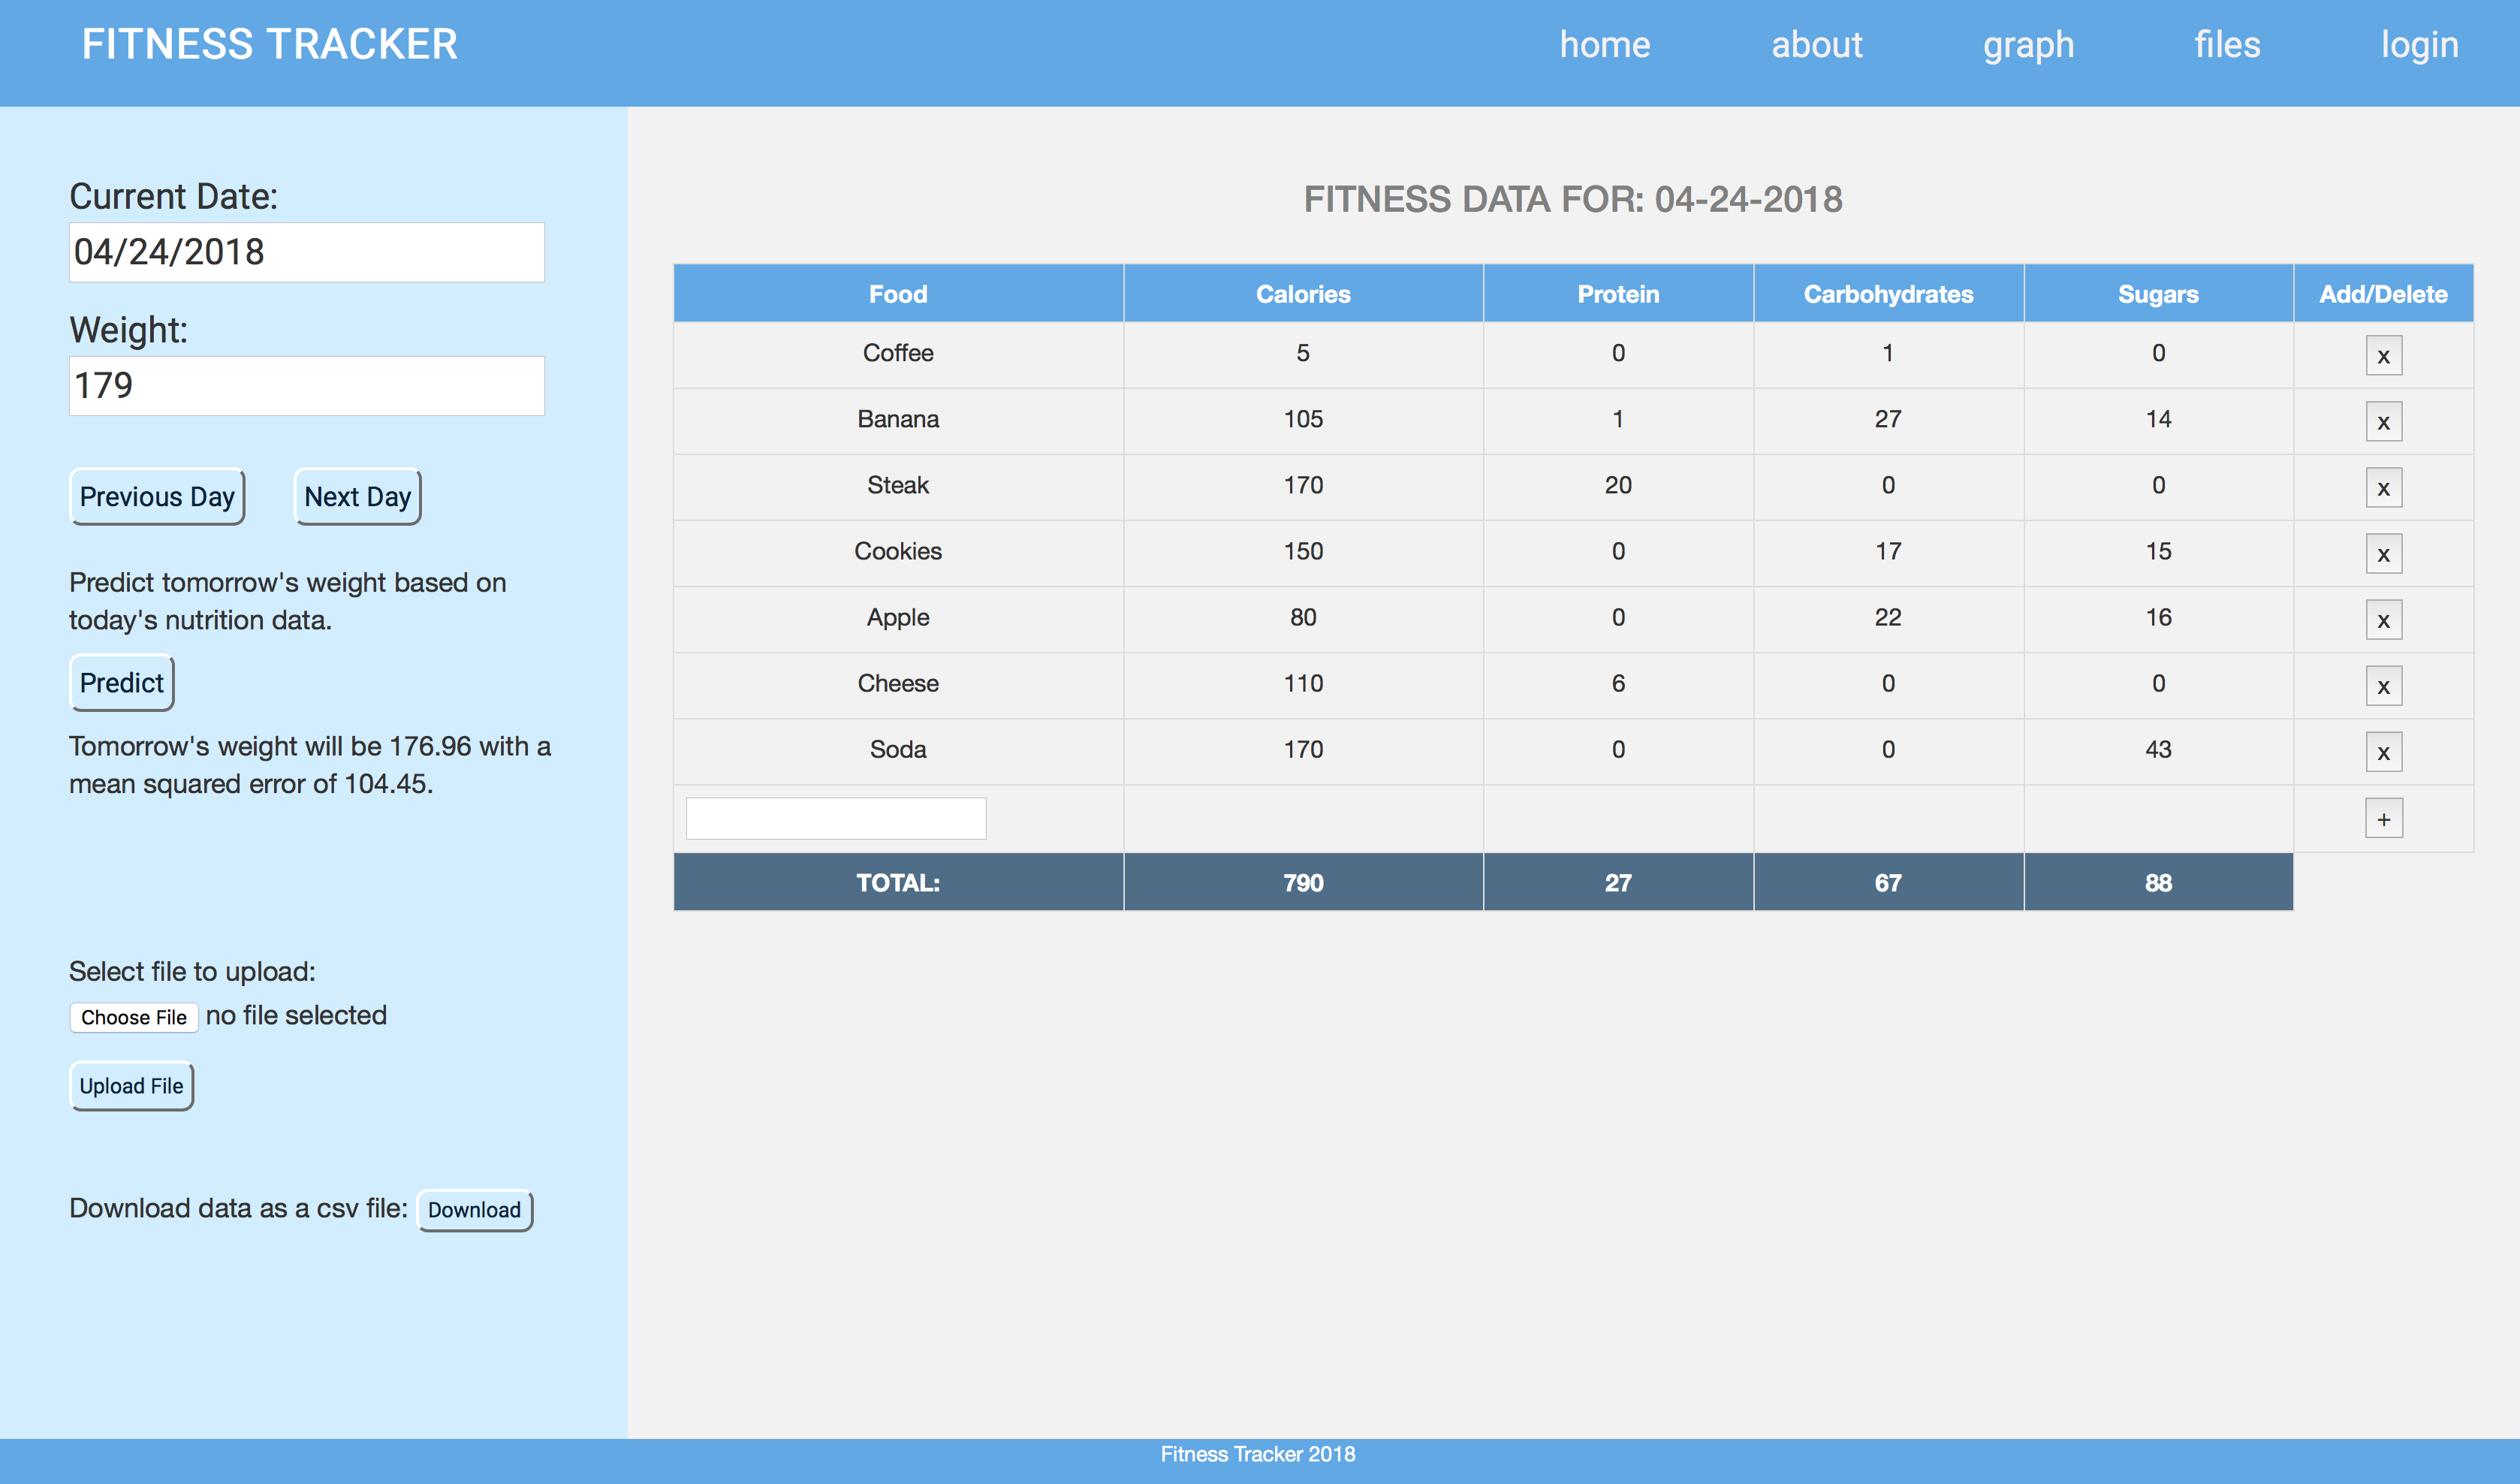 FITNESS TRACKER
home about graph files login
Current Date:
04/24/2018
Weight:
179
Previous Day Next Day
Predict tomorrow's weight based on
today's nutrition data.
Predict
Tomorrow's weight will be 176.96 with a
mean squared error of 104.45.
Select file to upload:
Choose File no file selected
Upload File
Download data as a csv file: Download
FITNESS DATA FOR: 04-24-2018
Food Calories Protein Carbohydrates Sugars Add/Delete
Coffee 5 0 1 0 x
Banana 105 1 27 14 x
Steak 170 20 0 0 x
Cookies 150 0 17 15 x
Apple 80 0 22 16 x
Cheese 110 6 0 0 x
Soda 170 0 0 43 x
+
TOTAL: 790 27 67 88
Fitness Tracker 2018